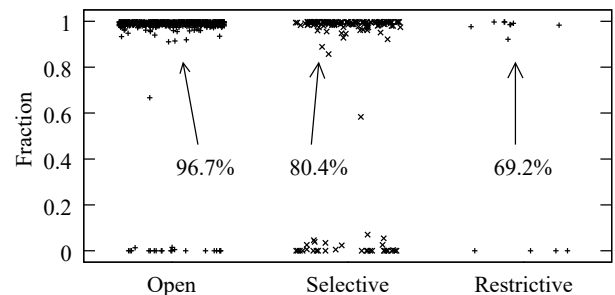 1
0.8
0.6
0.4
0.2
0
Fraction
96.7%
80.4%
69.2%
Open
Selective
Restrictive